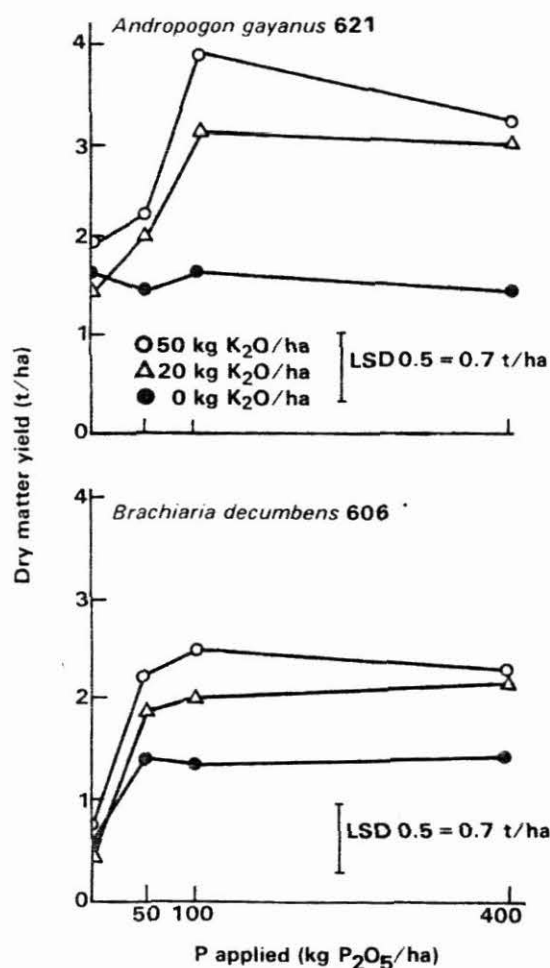 Andropogon gayanus 621
4
3
2
1
0
50 kg K₂O/ha
20 kg K₂O/ha
0 kg K₂O/ha
LSD 0.5 = 0.7 t/ha
Dry matter yield (t/ha)
Brachiaria decumbens 606
4
3
2
1
0
LSD 0.5 = 0.7 t/ha
50 100 400
P applied (kg P₂O₅/ha)